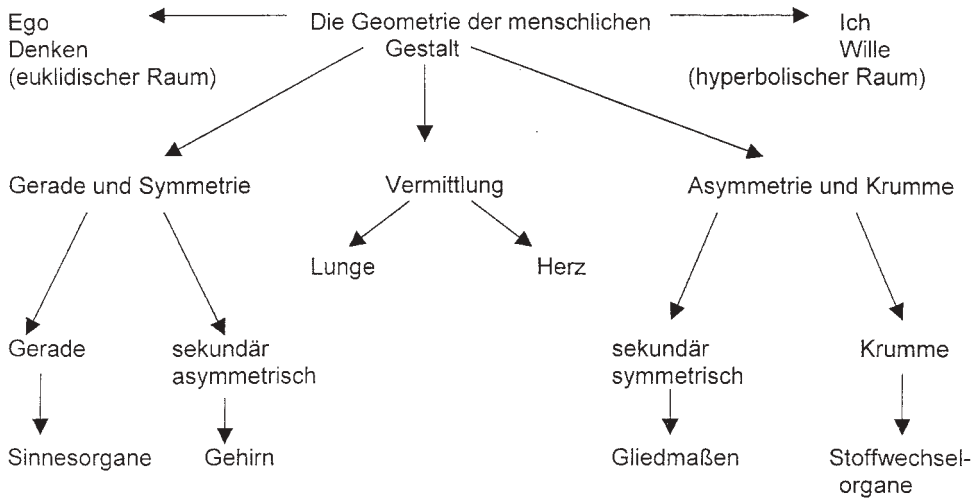 Ego
Denken
(euklidischer Raum)
Die Geometrie der menschlichen
Gestalt
Ich
Wille
(hyperbolischer Raum)
Gerade und Symmetrie
Vermittlung
Asymmetrie und Krumme
Lunge
Herz
Gerade
sekundär
asymmetrisch
sekundär
symmetrisch
Krumme
Sinnesorgane
Gehirn
Gliedmaßen
Stoffwechsel-
organe